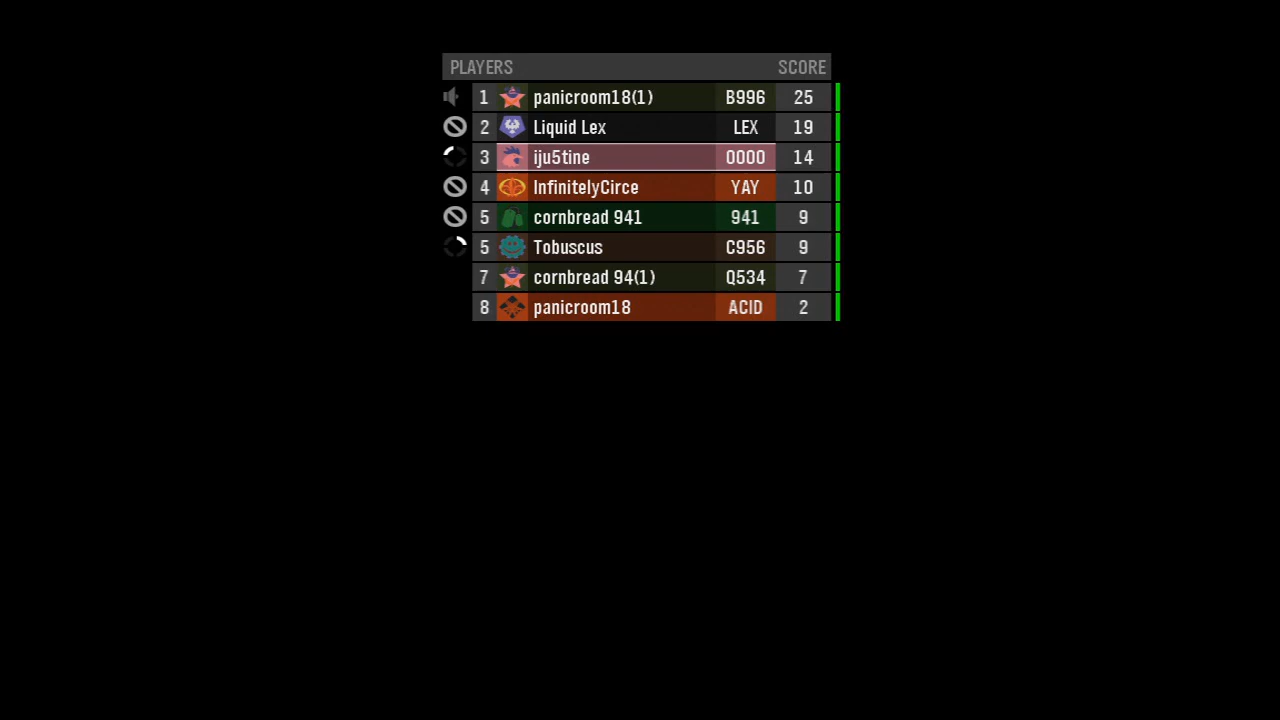 PLAYERS SCORE
1 panicroom18(1) B996 25
2 Liquid Lex LEX 19
3 iju5tine OOOO 14
4 InfinitelyCirce YAY 10
5 cornbread 941 941 9
5 Tobuscus C956 9
7 cornbread 94(1) Q534 7
8 panicroom18 ACID 2